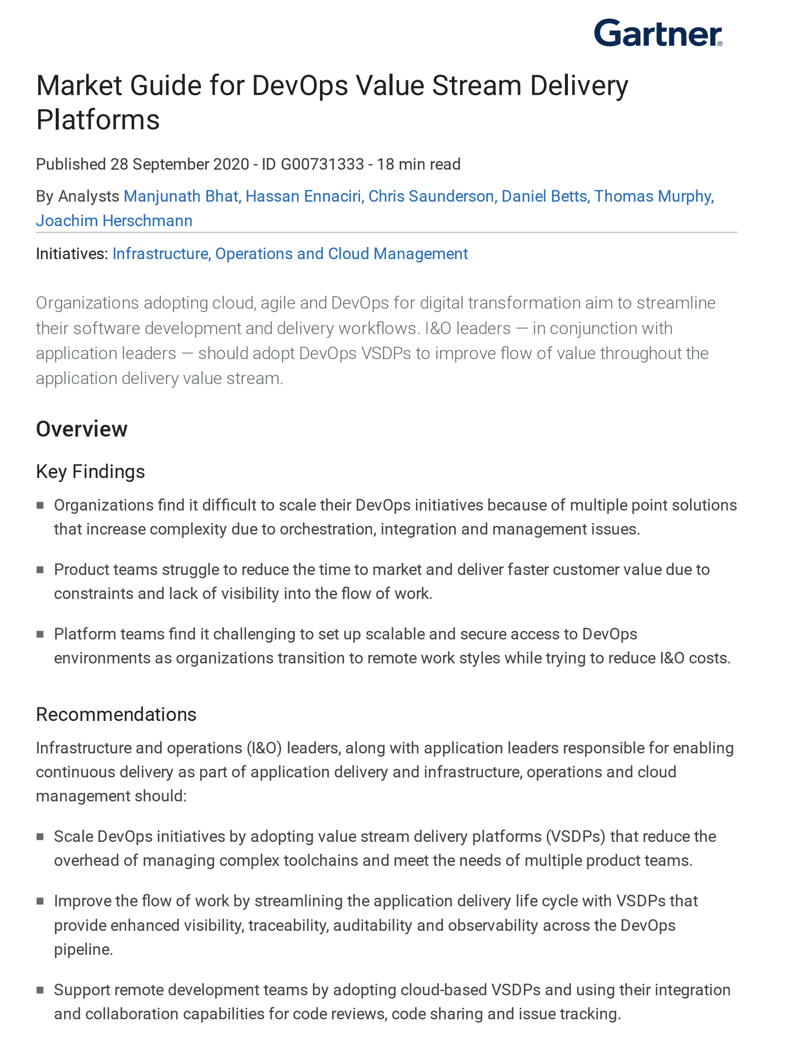 Gartner®
Market Guide for DevOps Value Stream Delivery
Platforms
Published 28 September 2020 - ID G00731333 - 18 min read
By Analysts Manjunath Bhat, Hassan Ennaciri, Chris Saunderson, Daniel Betts, Thomas Murphy,
Joachim Herschmann
Initiatives: Infrastructure, Operations and Cloud Management
Organizations adopting cloud, agile and DevOps for digital transformation aim to streamline
their software development and delivery workflows. I&O leaders — in conjunction with
application leaders — should adopt DevOps VSDPs to improve flow of value throughout the
application delivery value stream.
Overview
Key Findings
■ Organizations find it difficult to scale their DevOps initiatives because of multiple point solutions
that increase complexity due to orchestration, integration and management issues.
■ Product teams struggle to reduce the time to market and deliver faster customer value due to
constraints and lack of visibility into the flow of work.
■ Platform teams find it challenging to set up scalable and secure access to DevOps
environments as organizations transition to remote work styles while trying to reduce I&O costs.
Recommendations
Infrastructure and operations (I&O) leaders, along with application leaders responsible for enabling
continuous delivery as part of application delivery and infrastructure, operations and cloud
management should:
■ Scale DevOps initiatives by adopting value stream delivery platforms (VSDPs) that reduce the
overhead of managing complex toolchains and meet the needs of multiple product teams.
■ Improve the flow of work by streamlining the application delivery life cycle with VSDPs that
provide enhanced visibility, traceability, auditability and observability across the DevOps
pipeline.
■ Support remote development teams by adopting cloud-based VSDPs and using their integration
and collaboration capabilities for code reviews, code sharing and issue tracking.